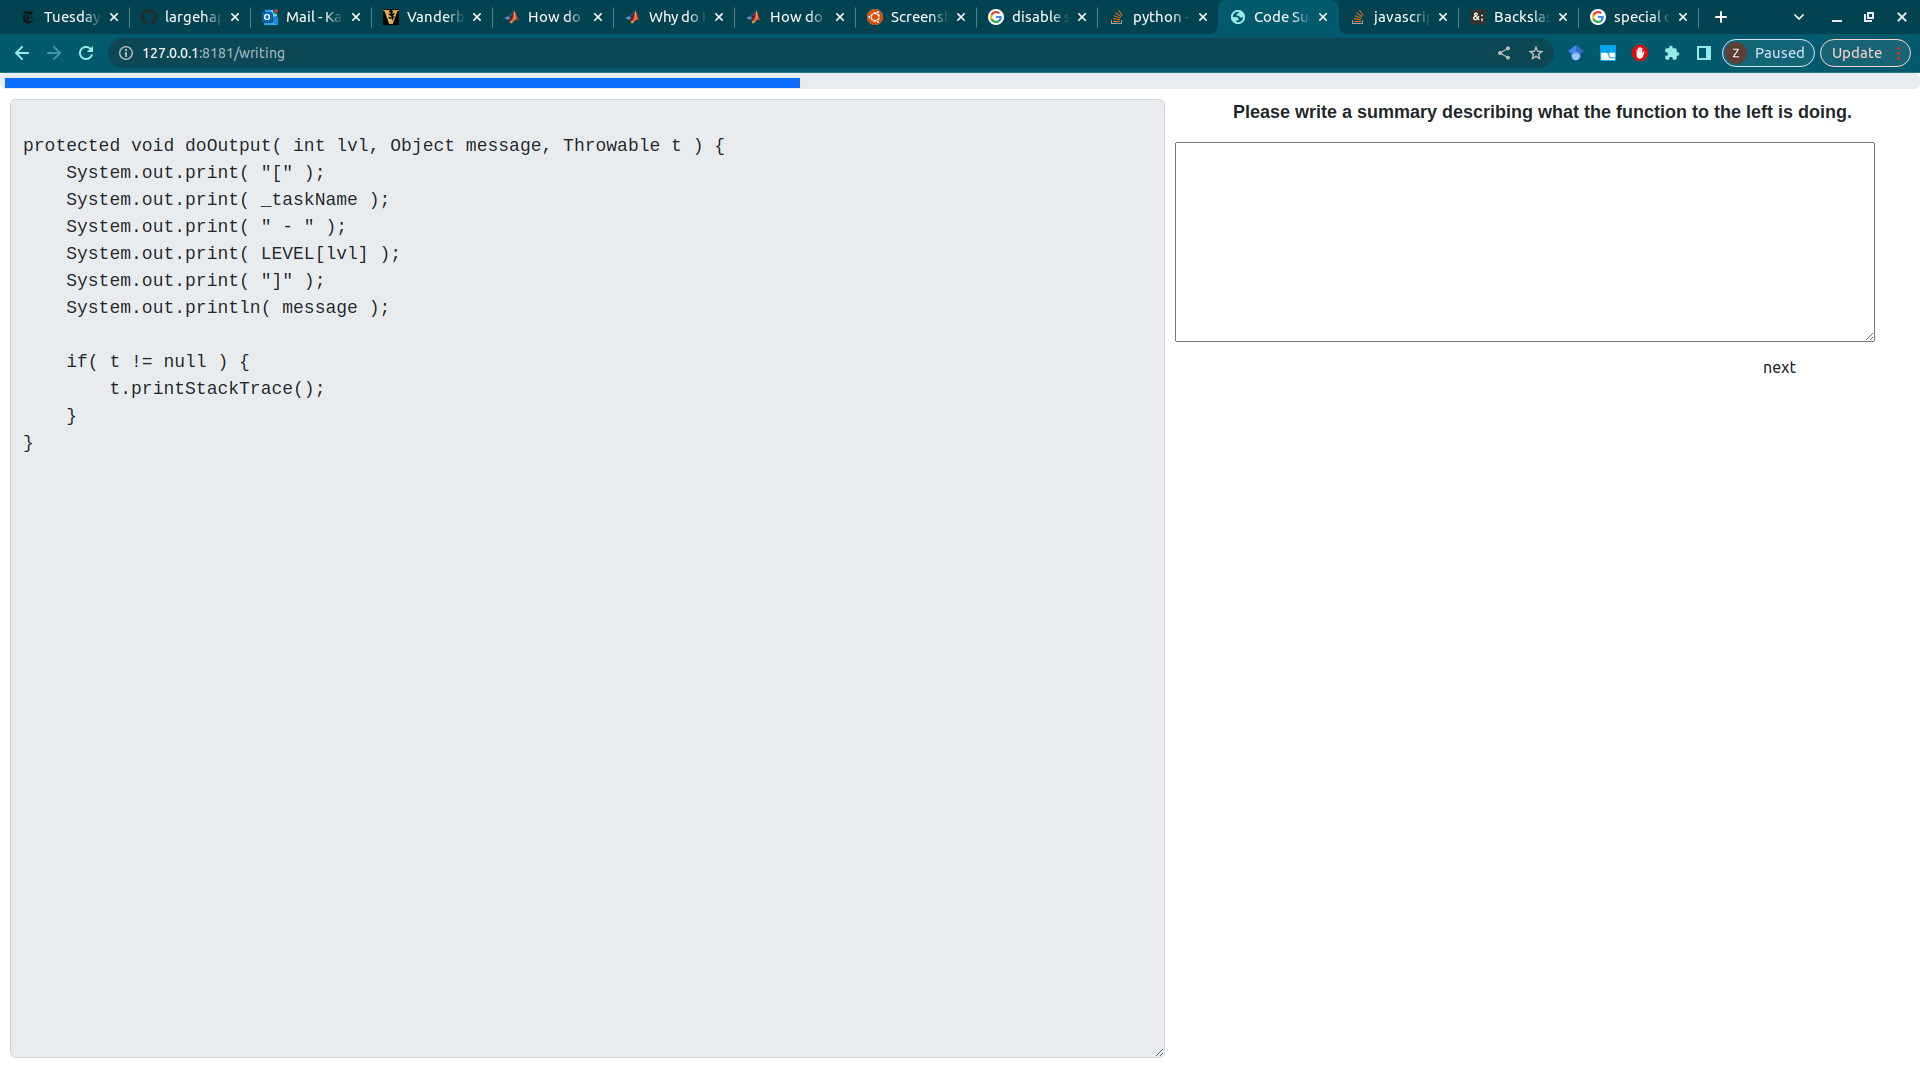 Tuesday largehap Mail - Ka Vanderb How do Why do How do Screens disable s python - Code Su javascrip Backsla special c
127.0.0.1:8181/writing Z Paused Update
Please write a summary describing what the function to the left is doing.
protected void doOutput( int lvl, Object message, Throwable t ) {
    System.out.print( "[" );
    System.out.print( _taskName );
    System.out.print( " - " );
    System.out.print( LEVEL[lvl] );
    System.out.print( "]" );
    System.out.println( message );
    if( t != null ) {
        t.printStackTrace();
    }
}
next